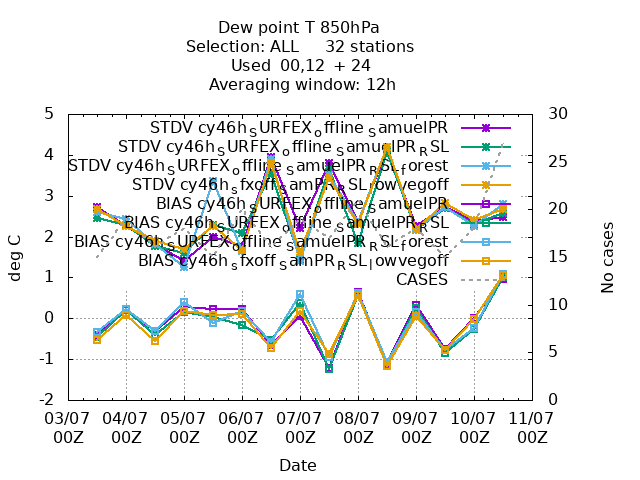 Dew point T 850hPa
Selection: ALL 32 stations
Used 00,12 + 24
Averaging window: 12h
5
4
3
2
1
0
-1
-2
deg C
30
25
20
15
10
5
0
No cases
STDV cy46h_SURFEX_offline_SamuelPR
STDV cy46h_SURFEX_offline_SamuelPR_RSL
STDV cy46h_SURFEX_offline_SamuelPR_RSL_forest
STDV cy46h_sfxoff_SamPR_RSL_lowvegoff
BIAS cy46h_SURFEX_offline_SamuelPR
BIAS cy46h_SURFEX_offline_SamuelPR_RSL
BIAS cy46h_SURFEX_offline_SamuelPR_RSL_forest
BIAS cy46h_sfxoff_SamPR_RSL_lowvegoff
CASES
03/07 04/07 05/07 06/07 07/07 08/07 09/07 10/07 11/07
00Z 00Z 00Z 00Z 00Z 00Z 00Z 00Z 00Z
Date